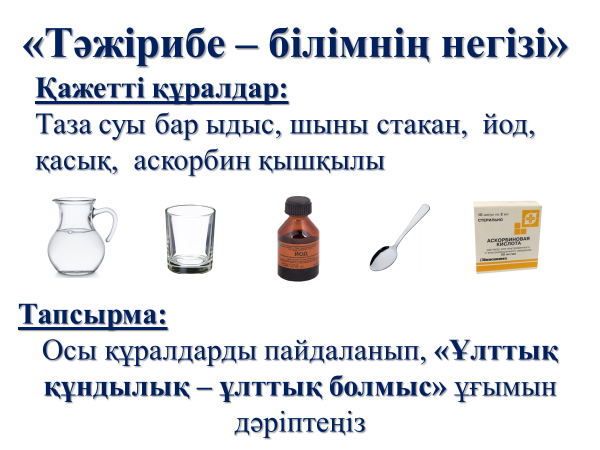 «Тәжірибе – білімнің негізі»
Қажетті құралдар:
Таза суы бар ыдыс, шыны стакан, йод,
қасық, аскорбин қышқылы
ЙОД
СТЕРИЛЬНО
АСКОРБИНОВАЯ
КИСЛОТА
Тапсырма:
Осы құралдарды пайдаланып, «Ұлттық
құндылық – ұлттық болмыс» ұғымын
дәріптеңіз